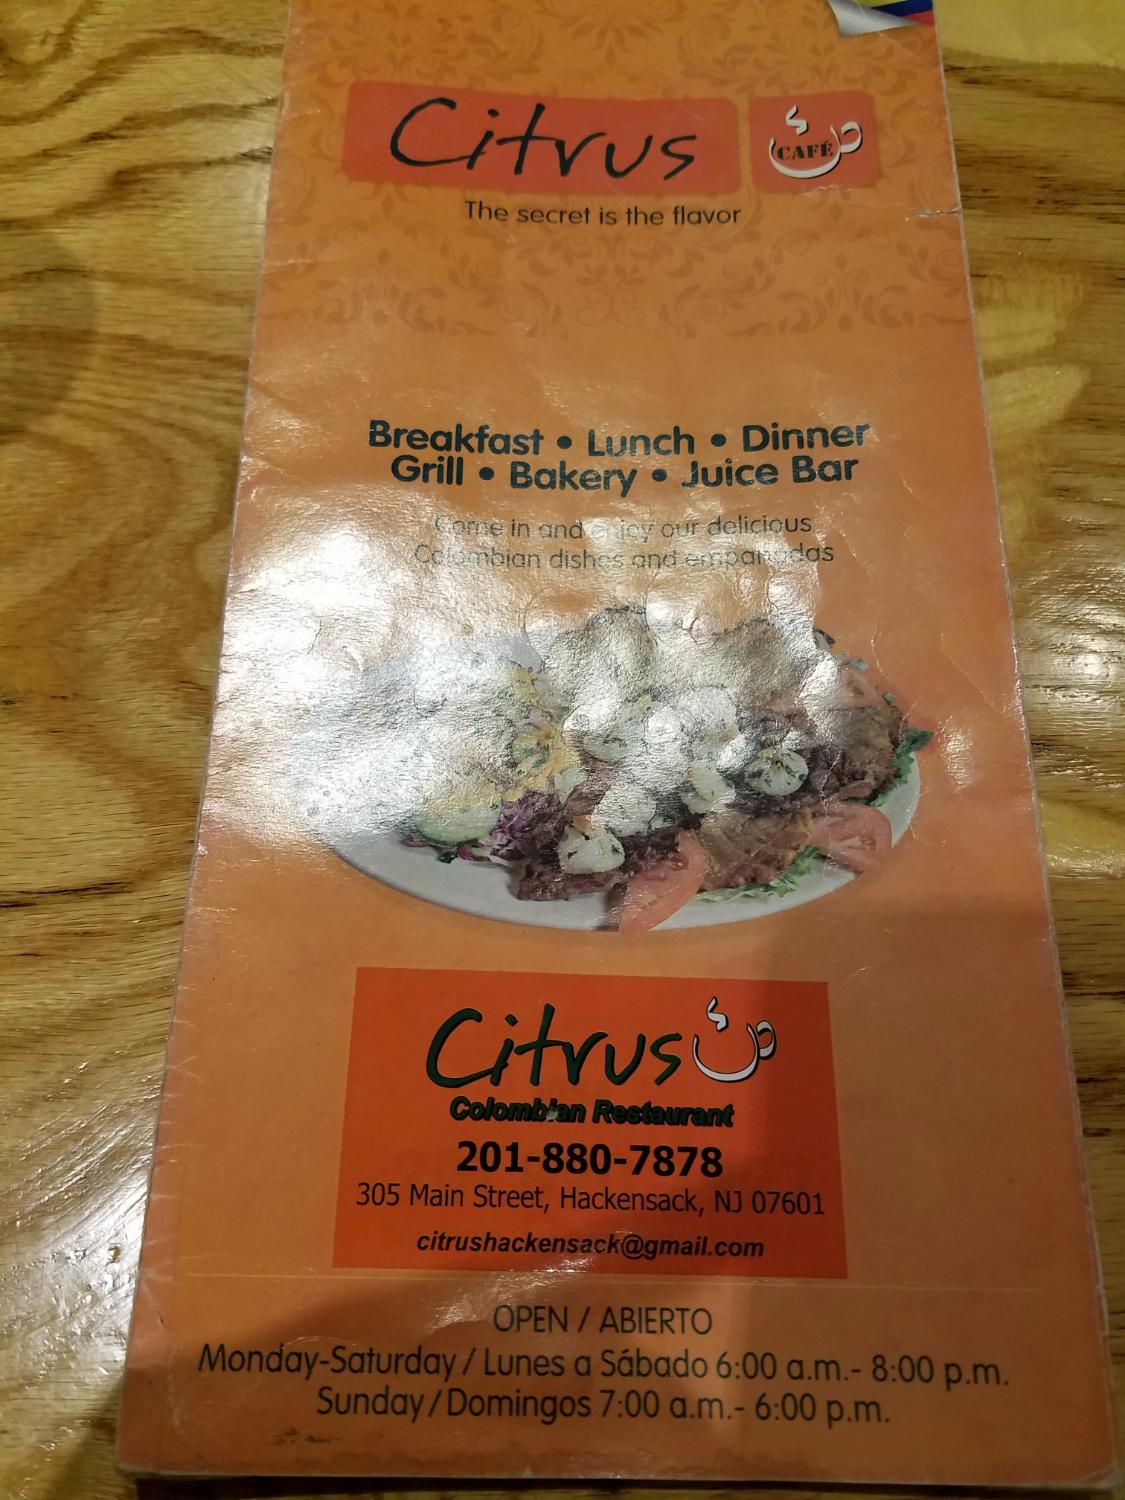 Citrus
CAFÉ
The secret is the flavor
Breakfast • Lunch • Dinner
Grill • Bakery • Juice Bar
Come in and enjoy our delicious
Colombian dishes and empanadas
Citrus
Colombian Restaurant
201-880-7878
305 Main Street, Hackensack, NJ 07601
citrushackensack@gmail.com
OPEN / ABIERTO
Monday-Saturday / Lunes a Sábado 6:00 a.m.- 8:00 p.m.
Sunday / Domingos 7:00 a.m.- 6:00 p.m.